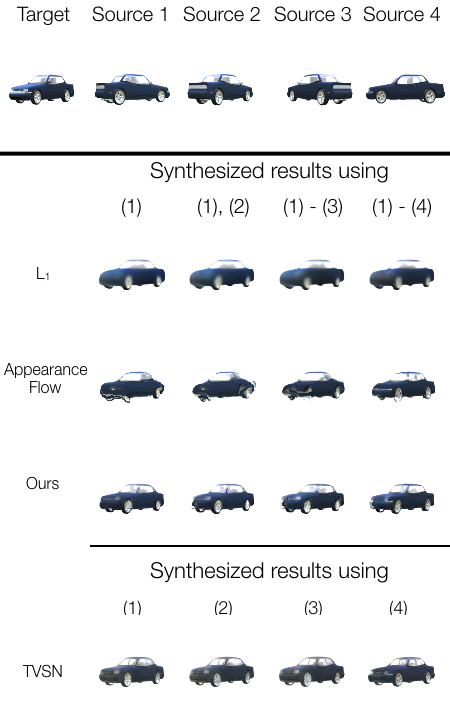 Target Source 1 Source 2 Source 3 Source 4
Synthesized results using
(1) (1), (2) (1) - (3) (1) - (4)
L₁
Appearance
Flow
Ours
Synthesized results using
(1) (2) (3) (4)
TVSN